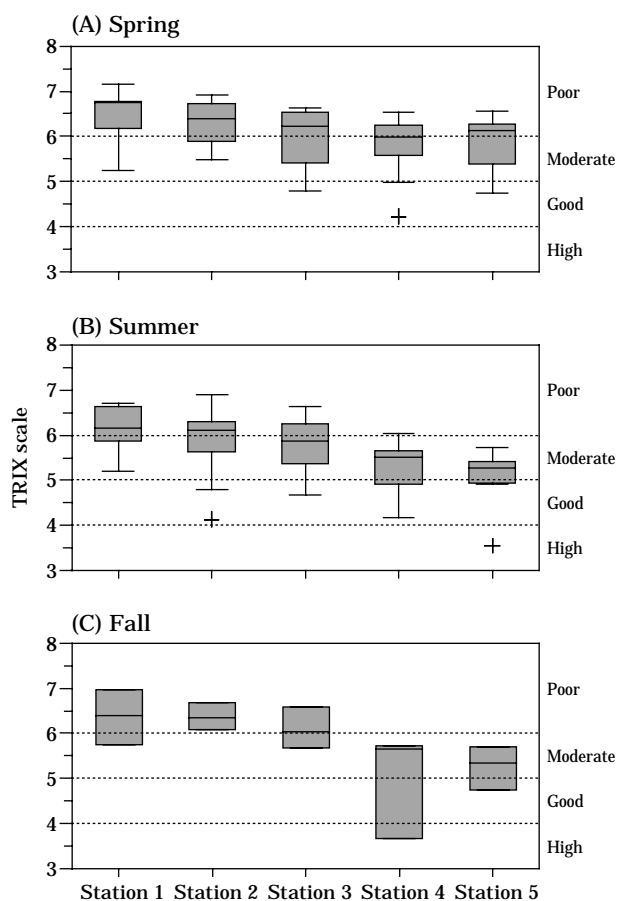 (A) Spring
8
7
6
5
4
3
Poor
Moderate
Good
High
(B) Summer
8
7
6
5
4
3
Poor
Moderate
Good
High
TRIX scale
(C) Fall
8
7
6
5
4
3
Poor
Moderate
Good
High
Station 1 Station 2 Station 3 Station 4 Station 5